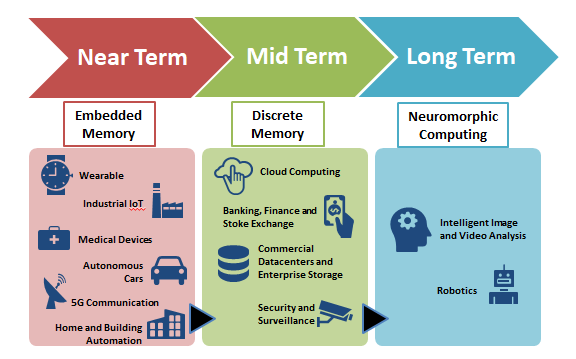 Near Term
Mid Term
Long Term
Embedded
Memory
Discrete
Memory
Neuromorphic
Computing
Wearable
Industrial IoT
Medical Devices
Autonomous
Cars
5G Communication
Home and Building
Automation
Cloud Computing
Banking, Finance and
Stoke Exchange
Commercial
Datacenters and
Enterprise Storage
Security and
Surveillance
Intelligent Image
and Video Analysis
Robotics